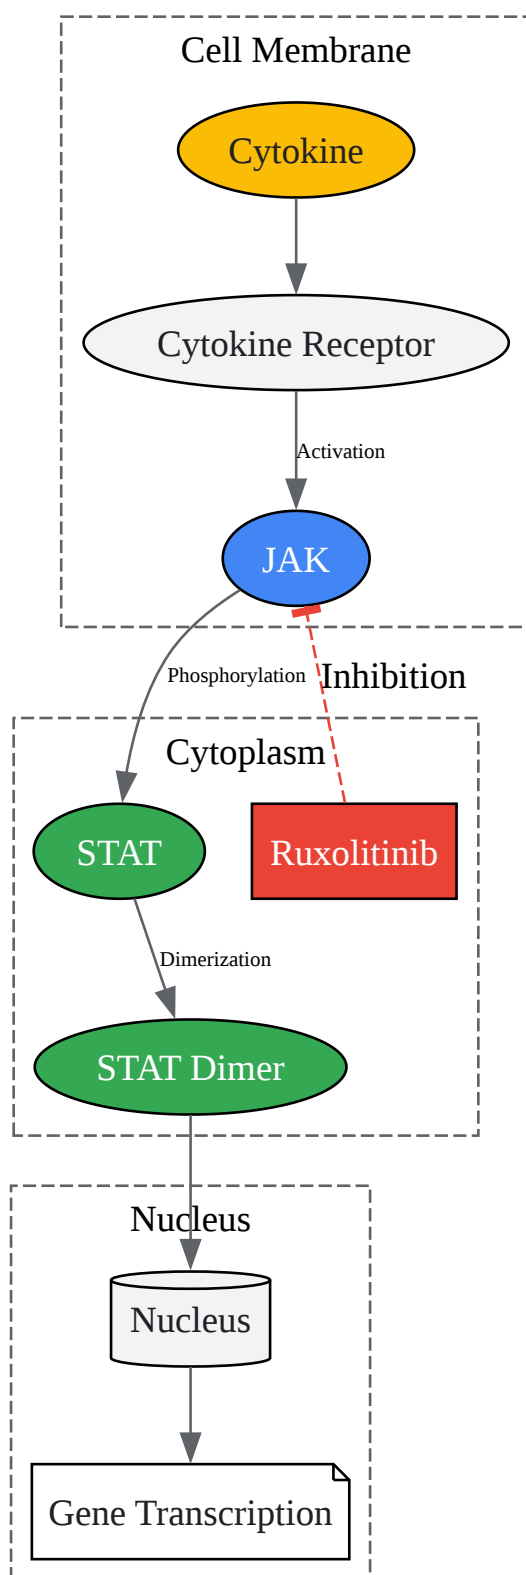 Cell Membrane
Cytokine
Cytokine Receptor
Activation
JAK
Phosphorylation
Inhibition
Cytoplasm
STAT
Ruxolitinib
Dimerization
STAT Dimer
Nucleus
Nucleus
Gene Transcription